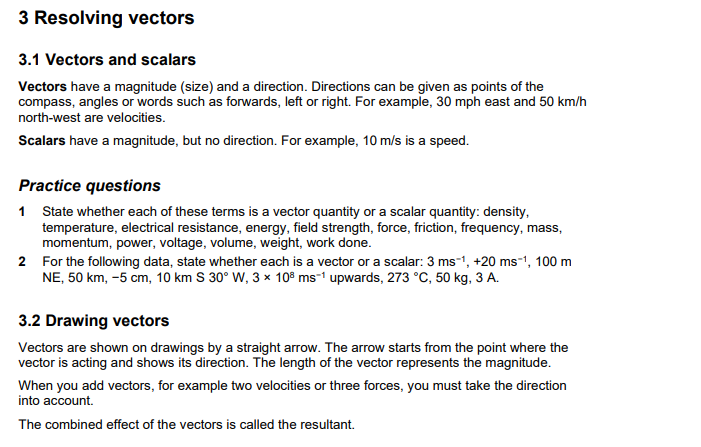 3 Resolving vectors
3.1 Vectors and scalars
Vectors have a magnitude (size) and a direction. Directions can be given as points of the
compass, angles or words such as forwards, left or right. For example, 30 mph east and 50 km/h
north-west are velocities.
Scalars have a magnitude, but no direction. For example, 10 m/s is a speed.
Practice questions
1 State whether each of these terms is a vector quantity or a scalar quantity: density,
temperature, electrical resistance, energy, field strength, force, friction, frequency, mass,
momentum, power, voltage, volume, weight, work done.
2 For the following data, state whether each is a vector or a scalar: 3 ms⁻¹, +20 ms⁻¹, 100 m
NE, 50 km, −5 cm, 10 km S 30° W, 3 × 10⁸ ms⁻¹ upwards, 273 °C, 50 kg, 3 A.
3.2 Drawing vectors
Vectors are shown on drawings by a straight arrow. The arrow starts from the point where the
vector is acting and shows its direction. The length of the vector represents the magnitude.
When you add vectors, for example two velocities or three forces, you must take the direction
into account.
The combined effect of the vectors is called the resultant.